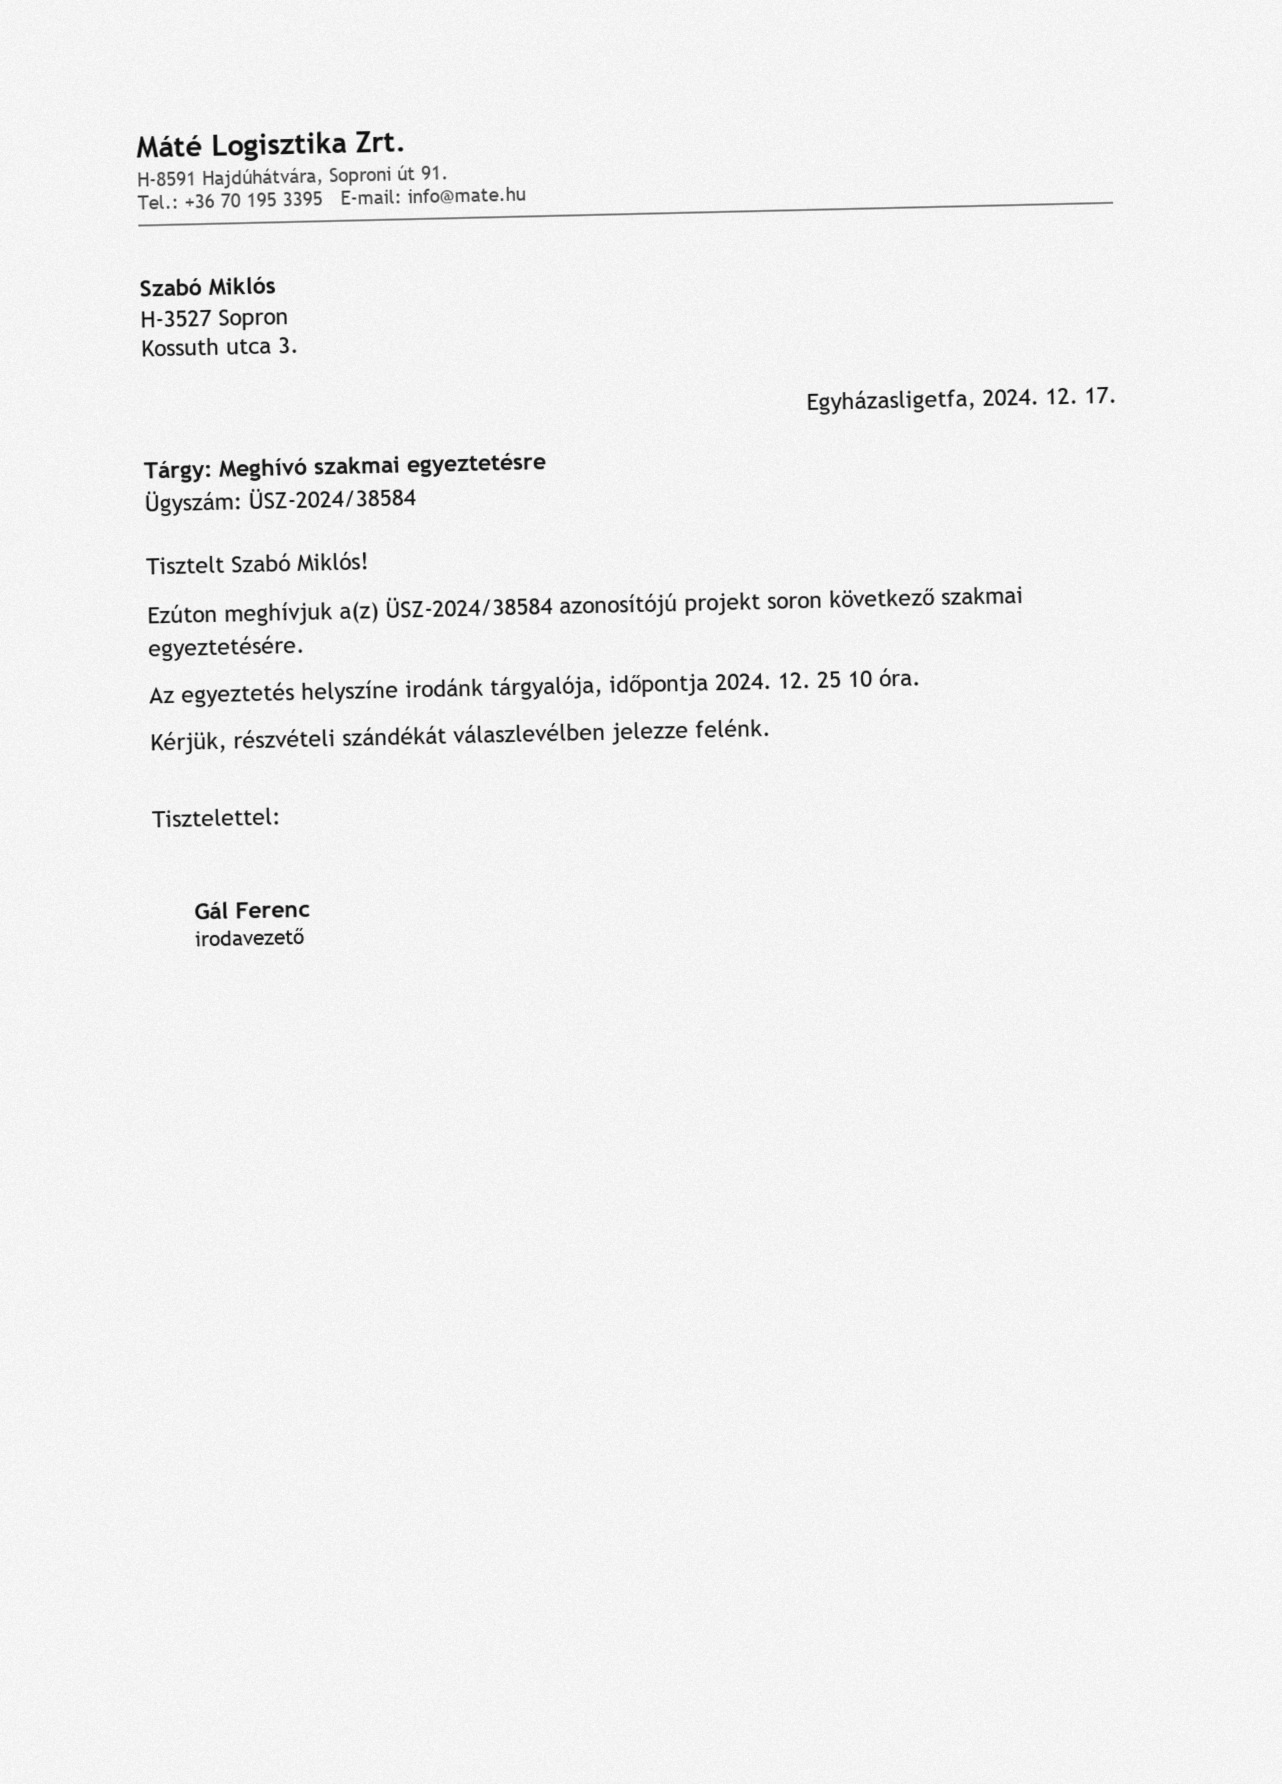 Máté Logisztika Zrt.
H-8591 Hajdúhátvára, Soproni út 91.
Tel.: +36 70 195 3395 E-mail: info@mate.hu
Szabó Miklós
H-3527 Sopron
Kossuth utca 3.
Egyházasligetfa, 2024. 12. 17.
Tárgy: Meghívó szakmai egyeztetésre
Ügyszám: ÜSZ-2024/38584
Tisztelt Szabó Miklós!
Ezúton meghívjuk a(z) ÜSZ-2024/38584 azonosítójú projekt soron következő szakmai
egyeztetésére.
Az egyeztetés helyszíne irodánk tárgyalója, időpontja 2024. 12. 25 10 óra.
Kérjük, részvételi szándékát válaszlevélben jelezze felénk.
Tisztelettel:
Gál Ferenc
irodavezető